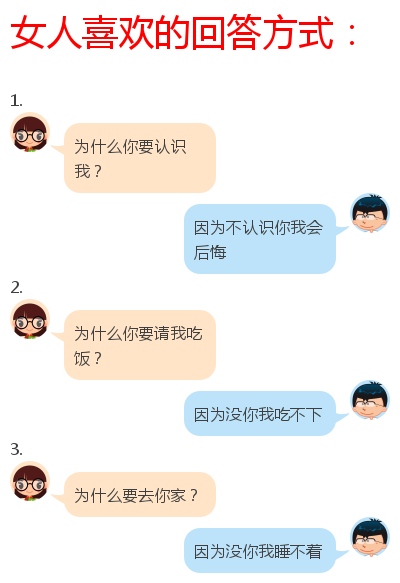 女人喜欢的回答方式：
1.
为什么你要认识
我？
因为不认识你我会
后悔
2.
为什么你要请我吃
饭？
因为没你我吃不下
3.
为什么要去你家？
因为没你我睡不着